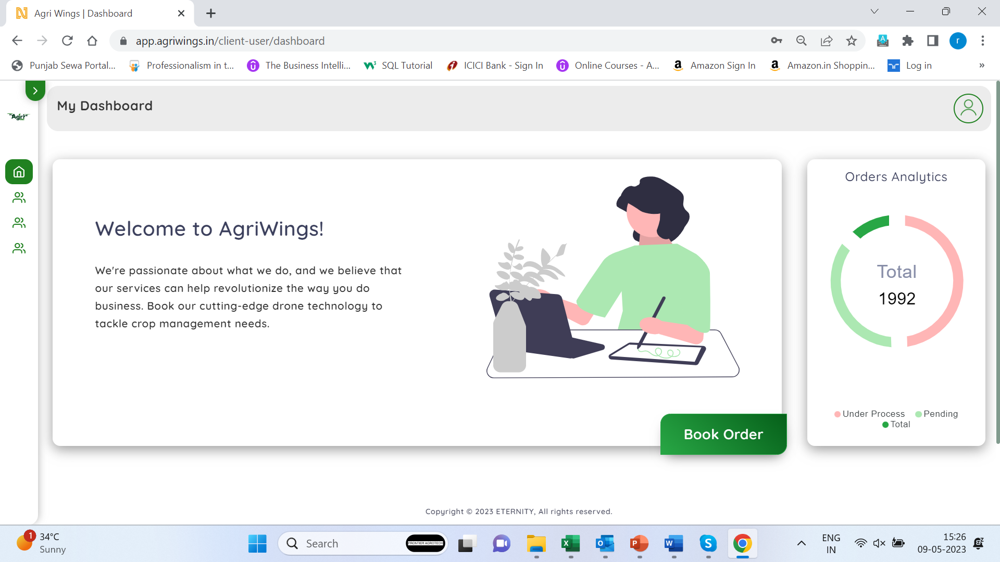 Agri Wings | Dashboard
app.agriwings.in/client-user/dashboard
Punjab Sewa Portal... Professionalism in t... The Business Intelli... SQL Tutorial ICICI Bank - Sign In Online Courses - A... Amazon Sign In Amazon.in Shoppin... Log in »
My Dashboard
Agri
Welcome to AgriWings!
We're passionate about what we do, and we believe that
our services can help revolutionize the way you do
business. Book our cutting-edge drone technology to
tackle crop management needs.
Book Order
Orders Analytics
Total
1992
Under Process Pending
Total
Copyright © 2023 ETERNITY, All rights reserved.
1
34°C
Sunny
Search
FRONTIER AGROTECH
ENG
IN
15:26
09-05-2023